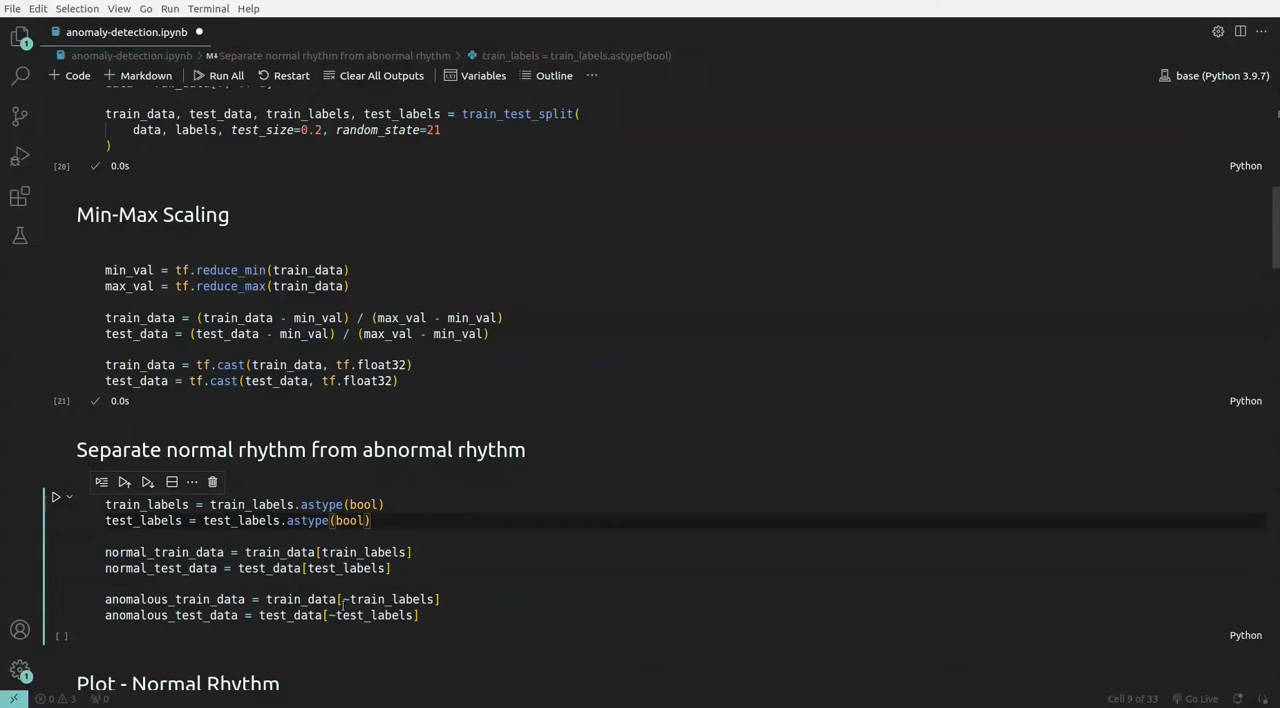 File Edit Selection View Go Run Terminal Help
anomaly-detection.ipynb
anomaly-detection.ipynb > M↓ Separate normal rhythm from abnormal rhythm > train_labels = train_labels.astype(bool)
+ Code + Markdown Run All Restart Clear All Outputs Variables Outline ··· base (Python 3.9.7)
train_data, test_data, train_labels, test_labels = train_test_split(
data, labels, test_size=0.2, random_state=21
)
[20] ✓ 0.0s Python
Min-Max Scaling
min_val = tf.reduce_min(train_data)
max_val = tf.reduce_max(train_data)
train_data = (train_data - min_val) / (max_val - min_val)
test_data = (test_data - min_val) / (max_val - min_val)
train_data = tf.cast(train_data, tf.float32)
test_data = tf.cast(test_data, tf.float32)
[21] ✓ 0.0s Python
Separate normal rhythm from abnormal rhythm
train_labels = train_labels.astype(bool)
test_labels = test_labels.astype(bool)
normal_train_data = train_data[train_labels]
normal_test_data = test_data[test_labels]
anomalous_train_data = train_data[~train_labels]
anomalous_test_data = test_data[~test_labels]
[ ] Python
Plot - Normal Rhythm
1
1
0 3 0 Cell 9 of 33 Go Live